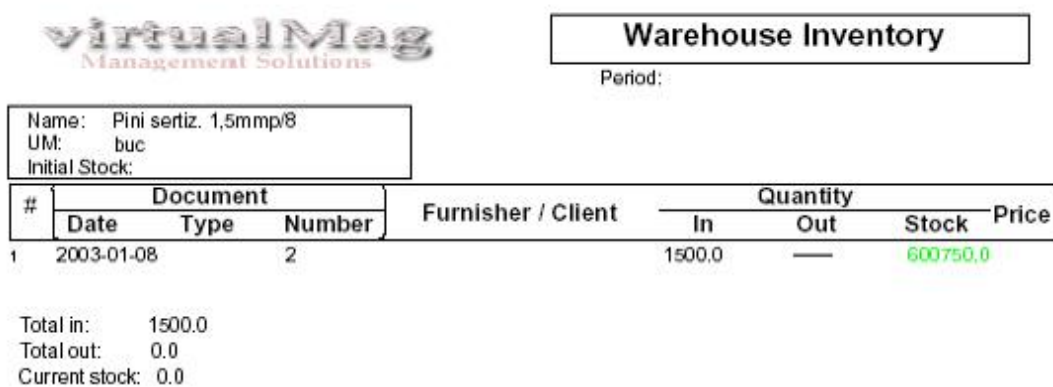 virtualMag
Management Solutions
Warehouse Inventory
Period:
Name: Pini sertiz. 1,5mmp/8
UM: buc
Initial Stock:
# Document Furnisher / Client Quantity Price
Date Type Number In Out Stock
1 2003-01-08 2 1500.0 — 600750.0
Total in: 1500.0
Total out: 0.0
Current stock: 0.0